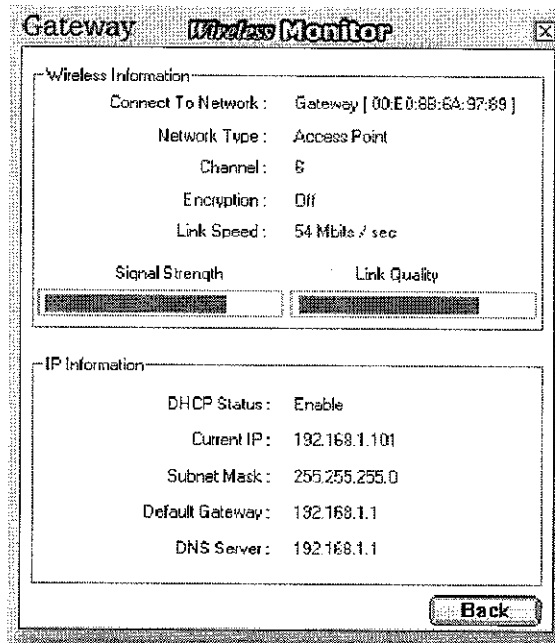 Gateway Wireless Monitor
Wireless Information
Connect To Network : Gateway [ 00:E0:8B:6A:97:69 ]
Network Type : Access Point
Channel : 6
Encryption : Off
Link Speed : 54 Mbits / sec
Signal Strength Link Quality
IP Information
DHCP Status : Enable
Current IP : 192.168.1.101
Subnet Mask : 255.255.255.0
Default Gateway : 192.168.1.1
DNS Server : 192.168.1.1
Back